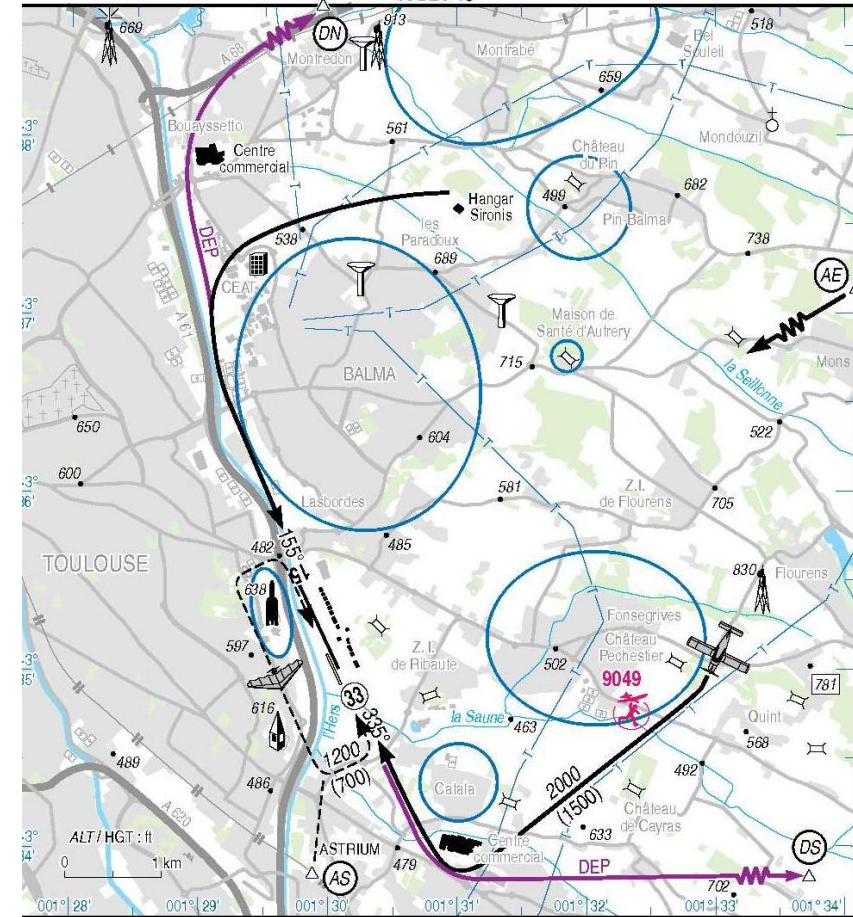 669
A 68
DN
Montredon
913
Montrabé
659
Bel
Souleil
518
Bouayssetto
Centre
commercial
561
Château
du Pin
Mondouzil
DEP
538
les
Paradoux
689
Hangar
Sironis
499
Pin-Balma
682
738
AE
CEAT
A 61
T
Maison de
Santé d'Autrery
715
Mons
la Seillonne
BALMA
650
604
522
600
Lasbordes
581
Z.I.
de Flourens
705
485
482
155°
TOULOUSE
638
830
Flourens
Fonsegrives
597
Z.I.
de Ribaute
502
Château
Pechestier
9049
781
616
33
335°
l'Hers
la Saune
463
Quint
568
489
486
1200
(700)
Catala
2000
(1500)
492
Château
de Cayras
A 620
633
ALT / HGT : ft
0 1 km
ASTRIUM
AS
479
Centre
commercial
DEP
DS
702
001°28' 001°29' 001°30' 001°31' 001°32' 001°33' 001°34'